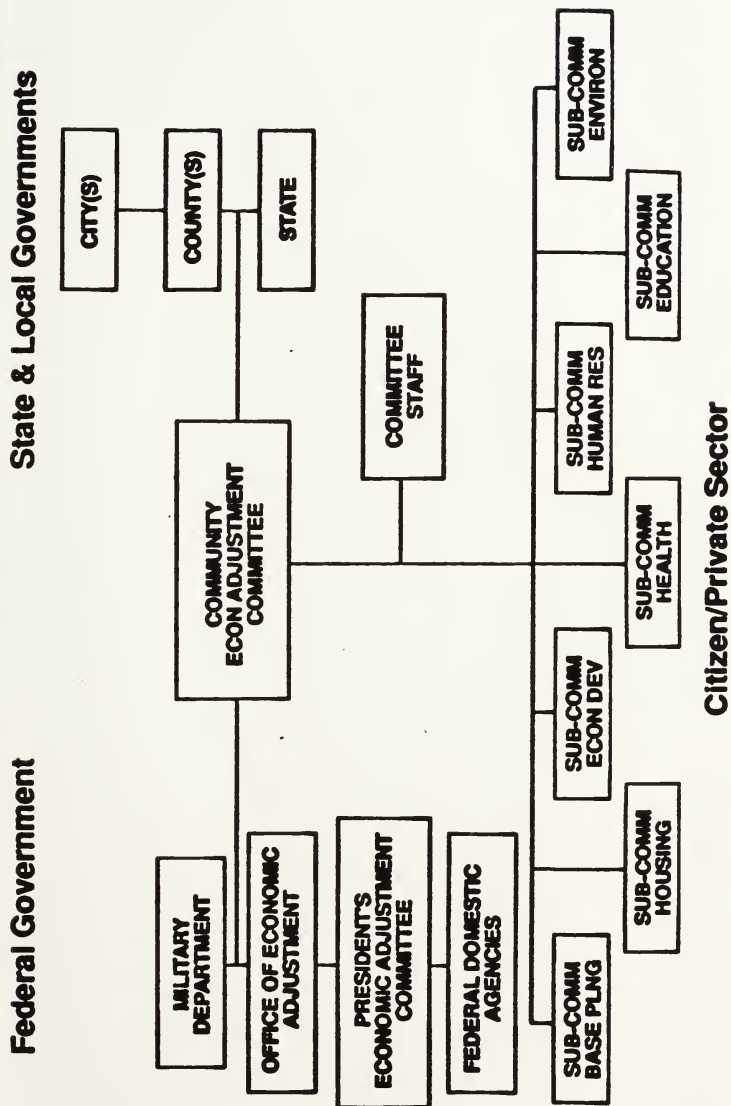 Federal Government
State & Local Governments
MILITARY
DEPARTMENT
OFFICE OF ECONOMIC
ADJUSTMENT
PRESIDENT'S
ECONOMIC ADJUSTMENT
COMMITTEE
FEDERAL DOMESTIC
AGENCIES
COMMUNITY
ECON ADJUSTMENT
COMMITTEE
CITY(S)
COUNTY(S)
STATE
COMMITTEE
STAFF
SUB-COMM
BASE PLNG
SUB-COMM
HOUSING
SUB-COMM
ECON DEV
SUB-COMM
HEALTH
SUB-COMM
HUMAN RES
SUB-COMM
EDUCATION
SUB-COMM
ENVIRON
Citizen/Private Sector